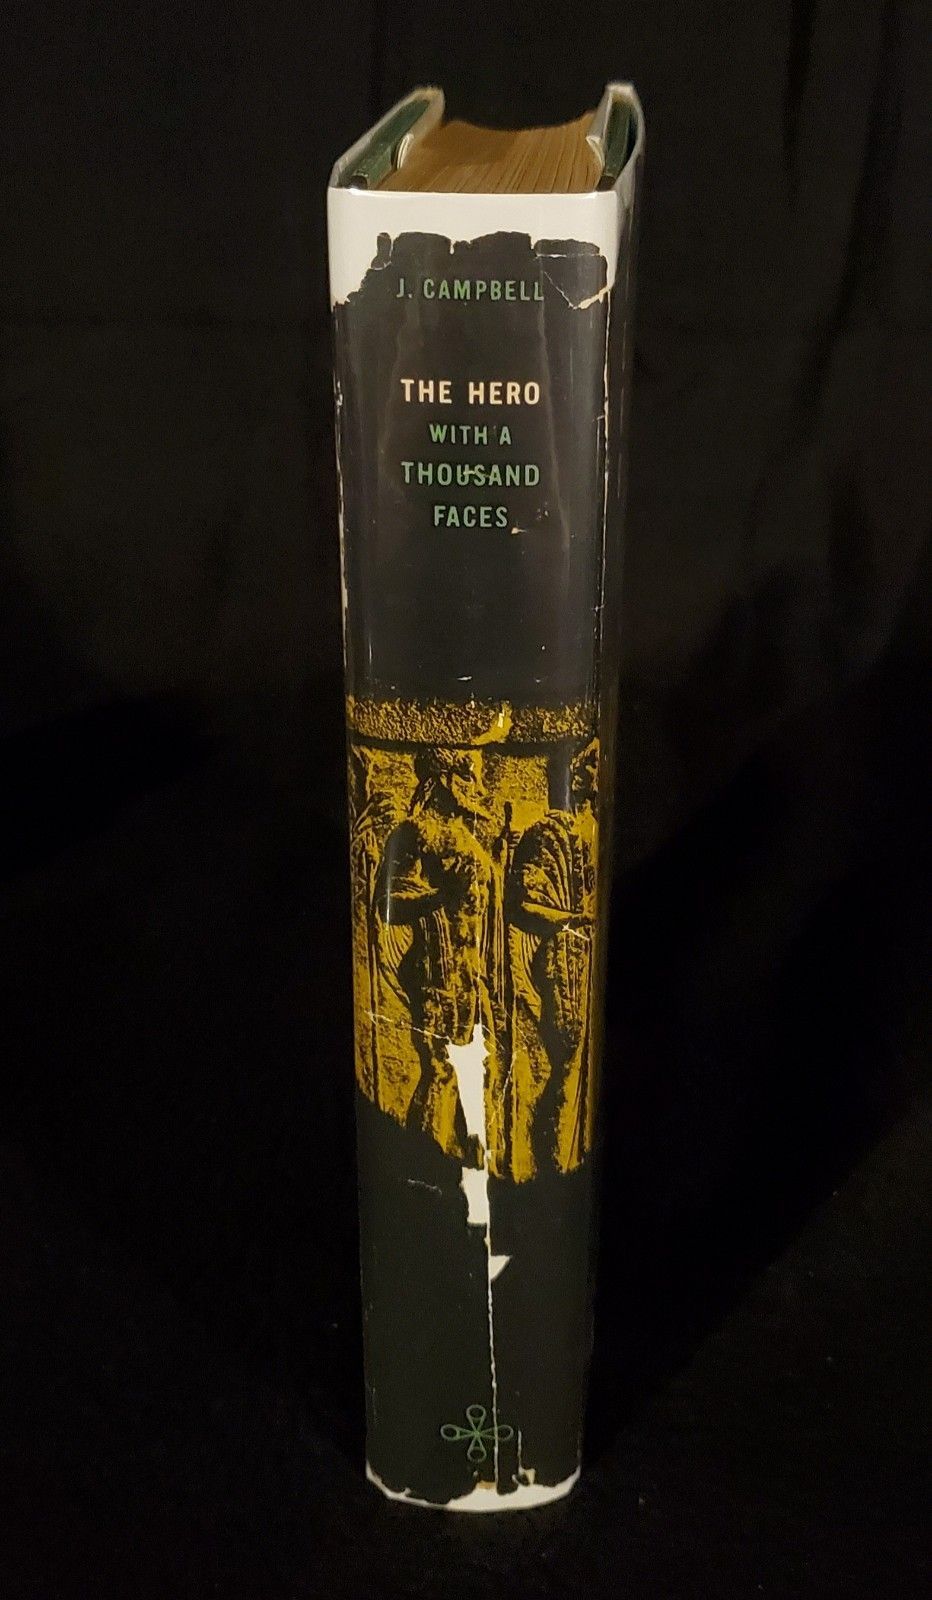 J. CAMPBELL
THE HERO
WITH A
THOUSAND
FACES